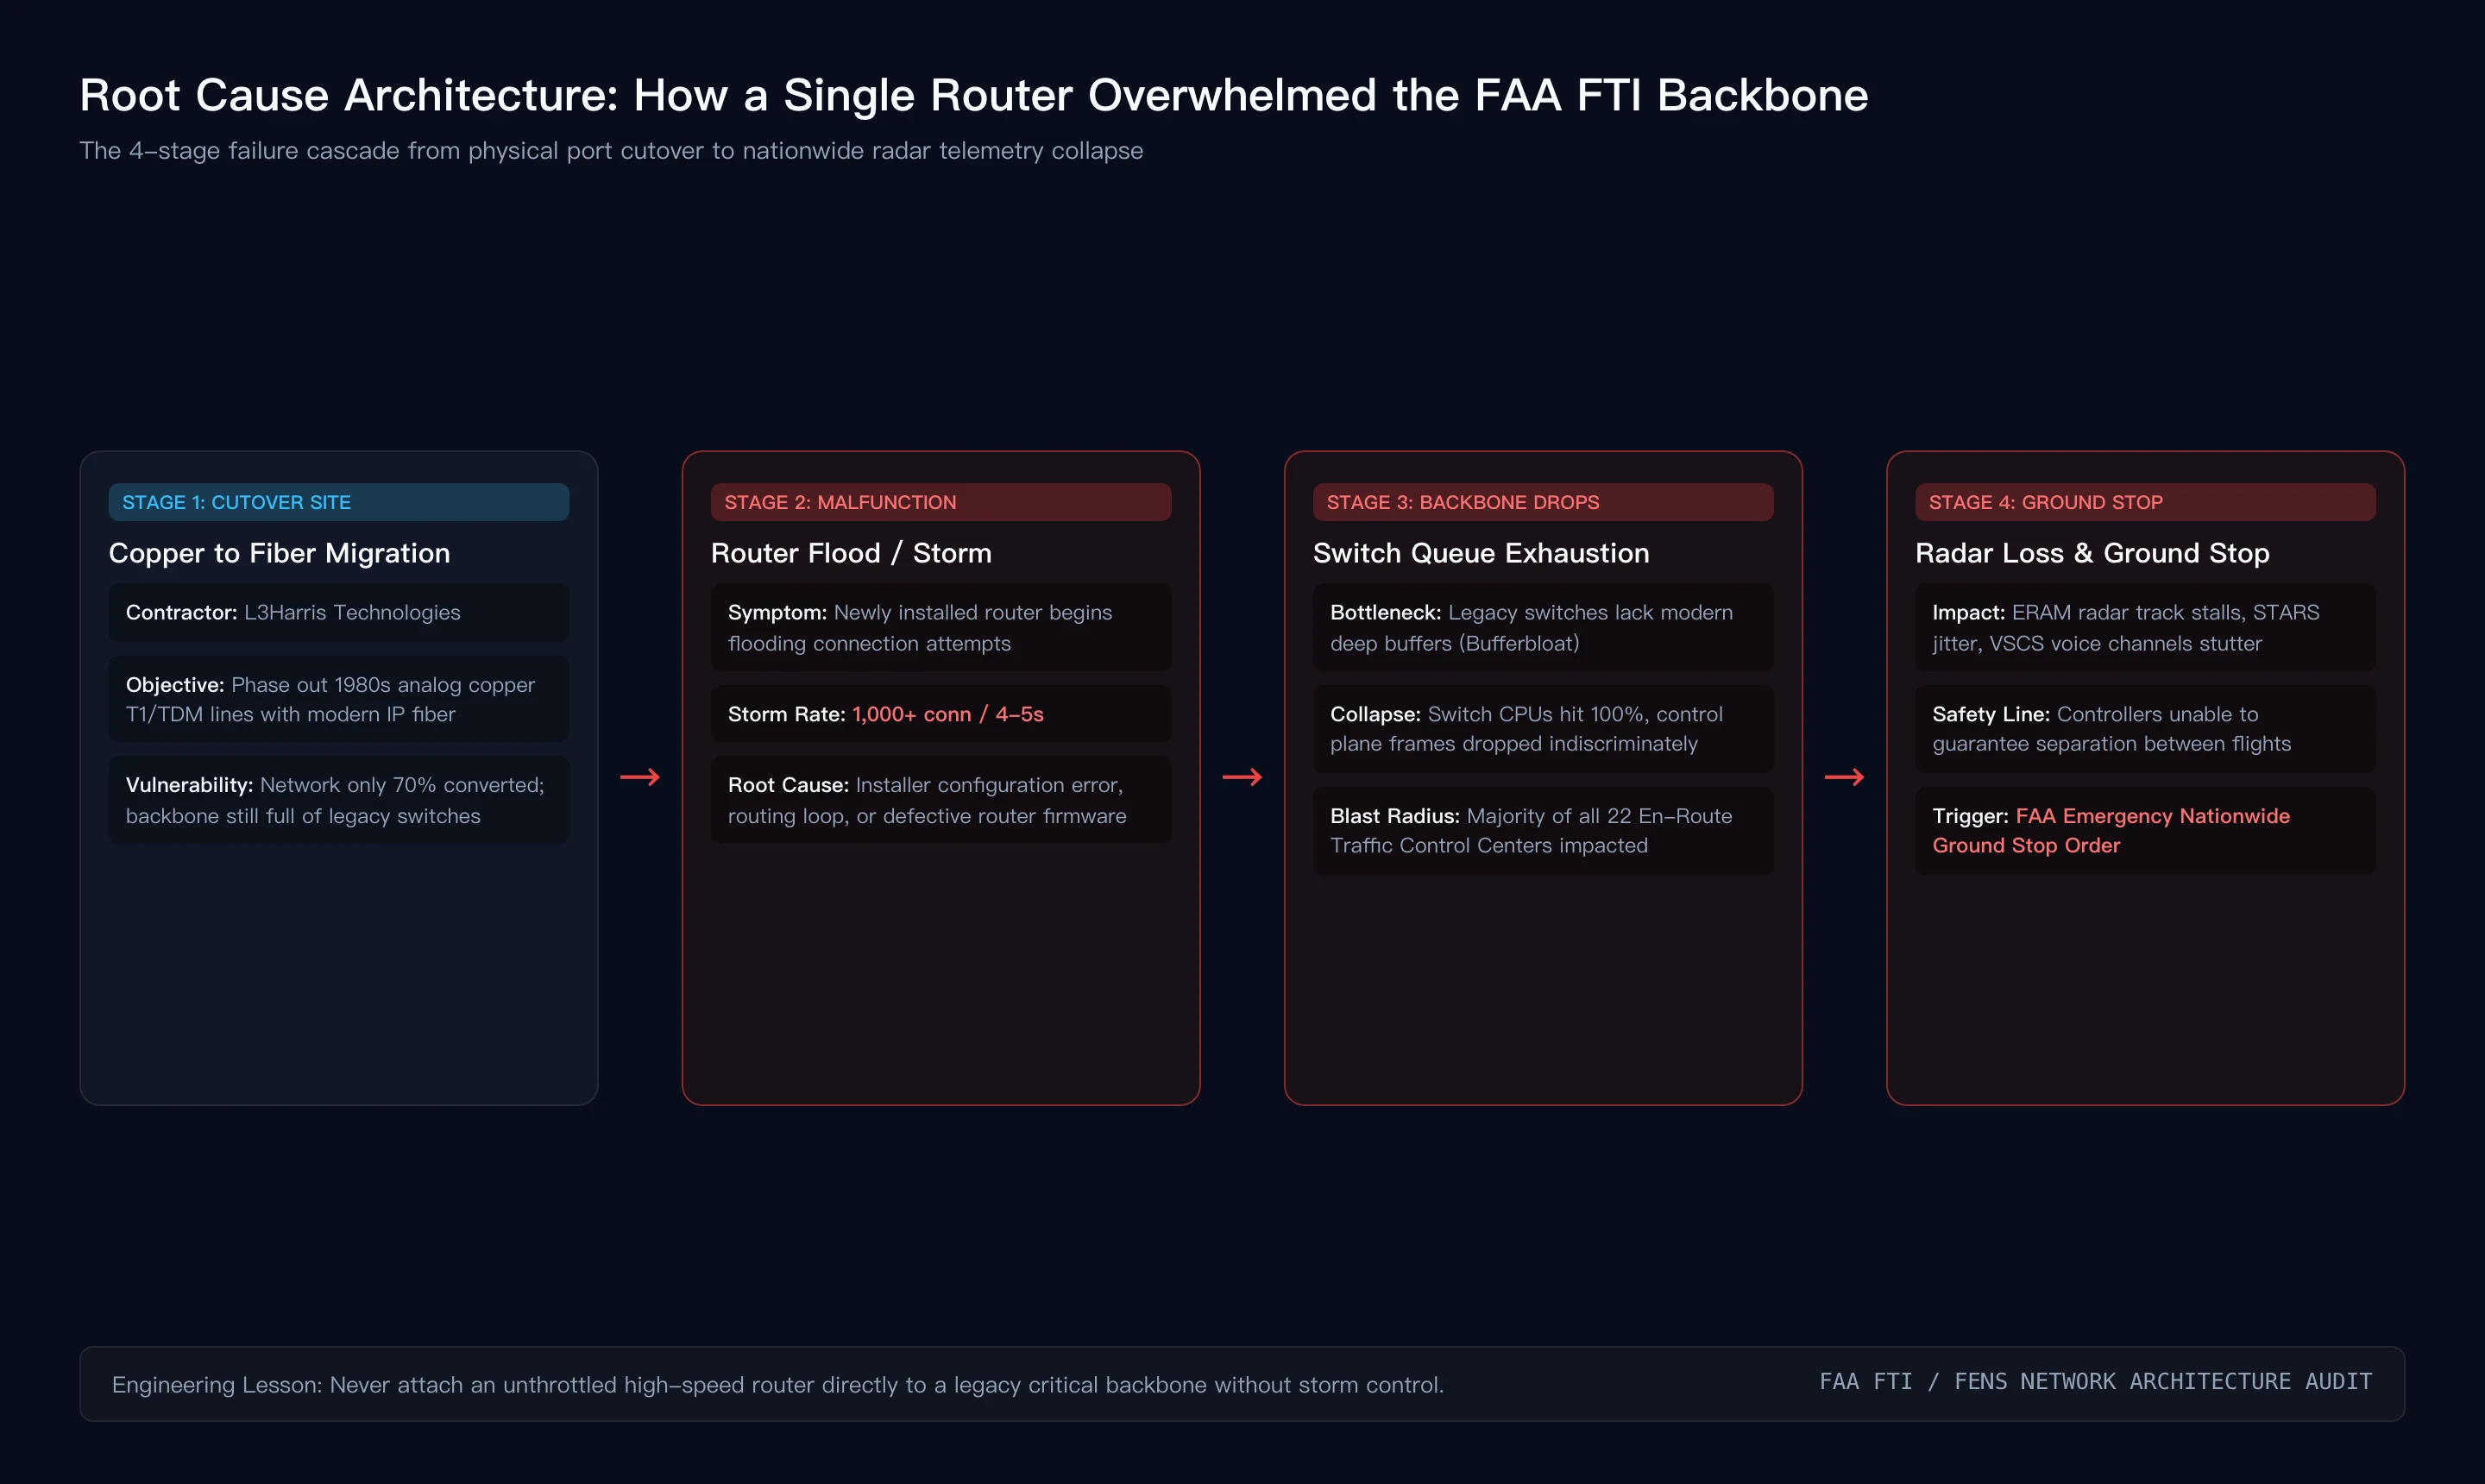 Root Cause Architecture: How a Single Router Overwhelmed the FAA FTI Backbone
The 4–stage failure cascade from physical port cutover to nationwide radar telemetry collapse
STAGE 1: CUTOVER SITE
Copper to Fiber Migration
Contractor: L3Harris Technologies
Objective: Phase out 1980s analog copper
T1/TDM lines with modern IP fiber
Vulnerability: Network only 70% converted;
backbone still full of legacy switches
→
STAGE 2: MALFUNCTION
Router Flood / Storm
Symptom: Newly installed router begins
flooding connection attempts
Storm Rate: 1,000+ conn / 4–5s
Root Cause: Installer configuration error,
routing loop, or defective router firmware
→
STAGE 3: BACKBONE DROPS
Switch Queue Exhaustion
Bottleneck: Legacy switches lack modern
deep buffers (Bufferbloat)
Collapse: Switch CPUs hit 100%, control
plane frames dropped indiscriminately
Blast Radius: Majority of all 22 En–Route
Traffic Control Centers impacted
→
STAGE 4: GROUND STOP
Radar Loss & Ground Stop
Impact: ERAM radar track stalls, STARS
jitter, VSCS voice channels stutter
Safety Line: Controllers unable to
guarantee separation between flights
Trigger: FAA Emergency Nationwide
Ground Stop Order
Engineering Lesson: Never attach an unthrottled high–speed router directly to a legacy critical backbone without storm control.
FAA FTI / FENS NETWORK ARCHITECTURE AUDIT